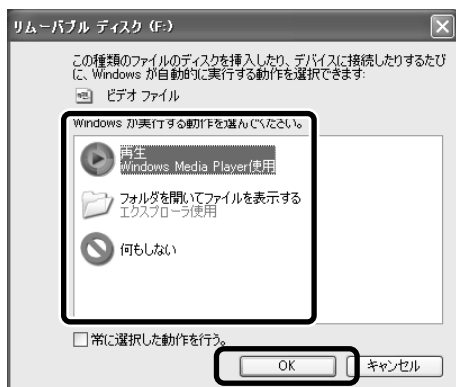 リムーバブル ディスク (F:)
この種類のファイルのディスクを挿入したり、デバイスに接続したりするたび
に、Windows が自動的に実行する動作を選択できます:
ビデオ ファイル
Windows が実行する動作を選んでください。
再生
Windows Media Player使用
フォルダを開いてファイルを表示する
エクスプローラ使用
何もしない
常に選択した動作を行う。
OK
キャンセル